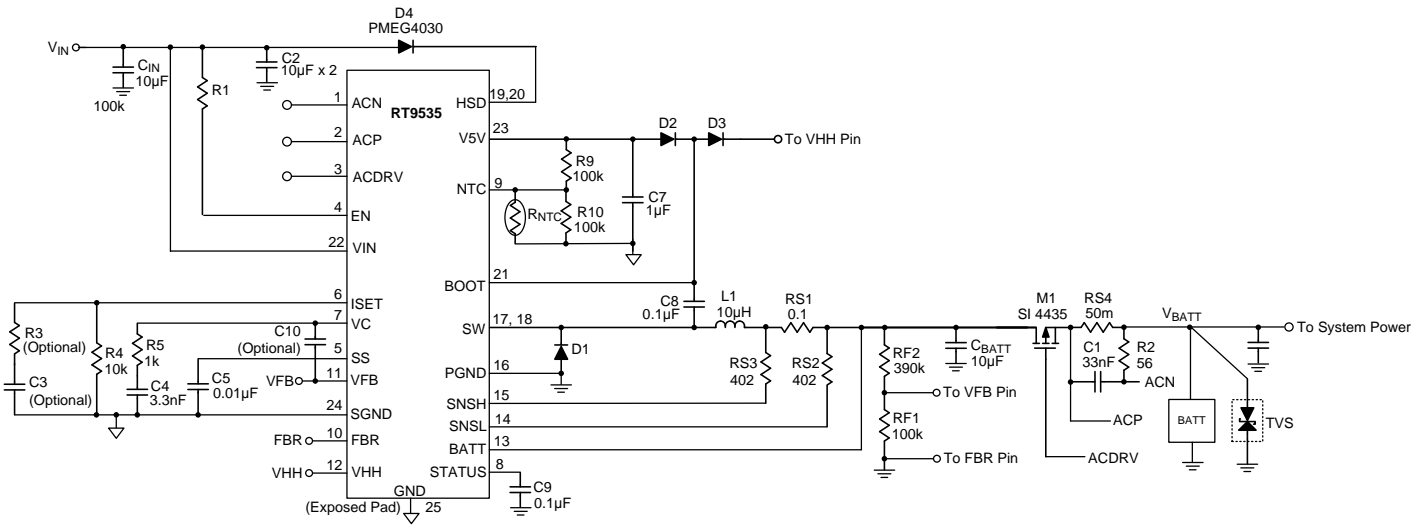 D4
PMEG4030
VIN
CIN
10µF
100k
R1
C2
10µF x 2
RT9535
1 ACN
2 ACP
3 ACDRV
4 EN
22 VIN
6 ISET
7 VC
5 SS
11 VFB
24 SGND
10 FBR
12 VHH
GND
(Exposed Pad) 25
HSD 19,20
V5V 23
NTC 9
BOOT 21
SW 17, 18
PGND 16
SNSH 15
SNSL 14
BATT 13
STATUS 8
R3
(Optional)
C3
(Optional)
R4
10k
R5
1k
C4
3.3nF
C10
(Optional)
VFB
C5
0.01µF
FBR
VHH
D2
D3
To VHH Pin
R9
100k
RNTC
R10
100k
C7
1µF
C8
0.1µF
L1
10µH
RS1
0.1
D1
RS3
402
RS2
402
C9
0.1µF
RF2
390k
To VFB Pin
RF1
100k
To FBR Pin
CBATT
10µF
M1
SI 4435
RS4
50m
C1
33nF
R2
56
ACN
ACP
ACDRV
VBATT
To System Power
BATT
TVS